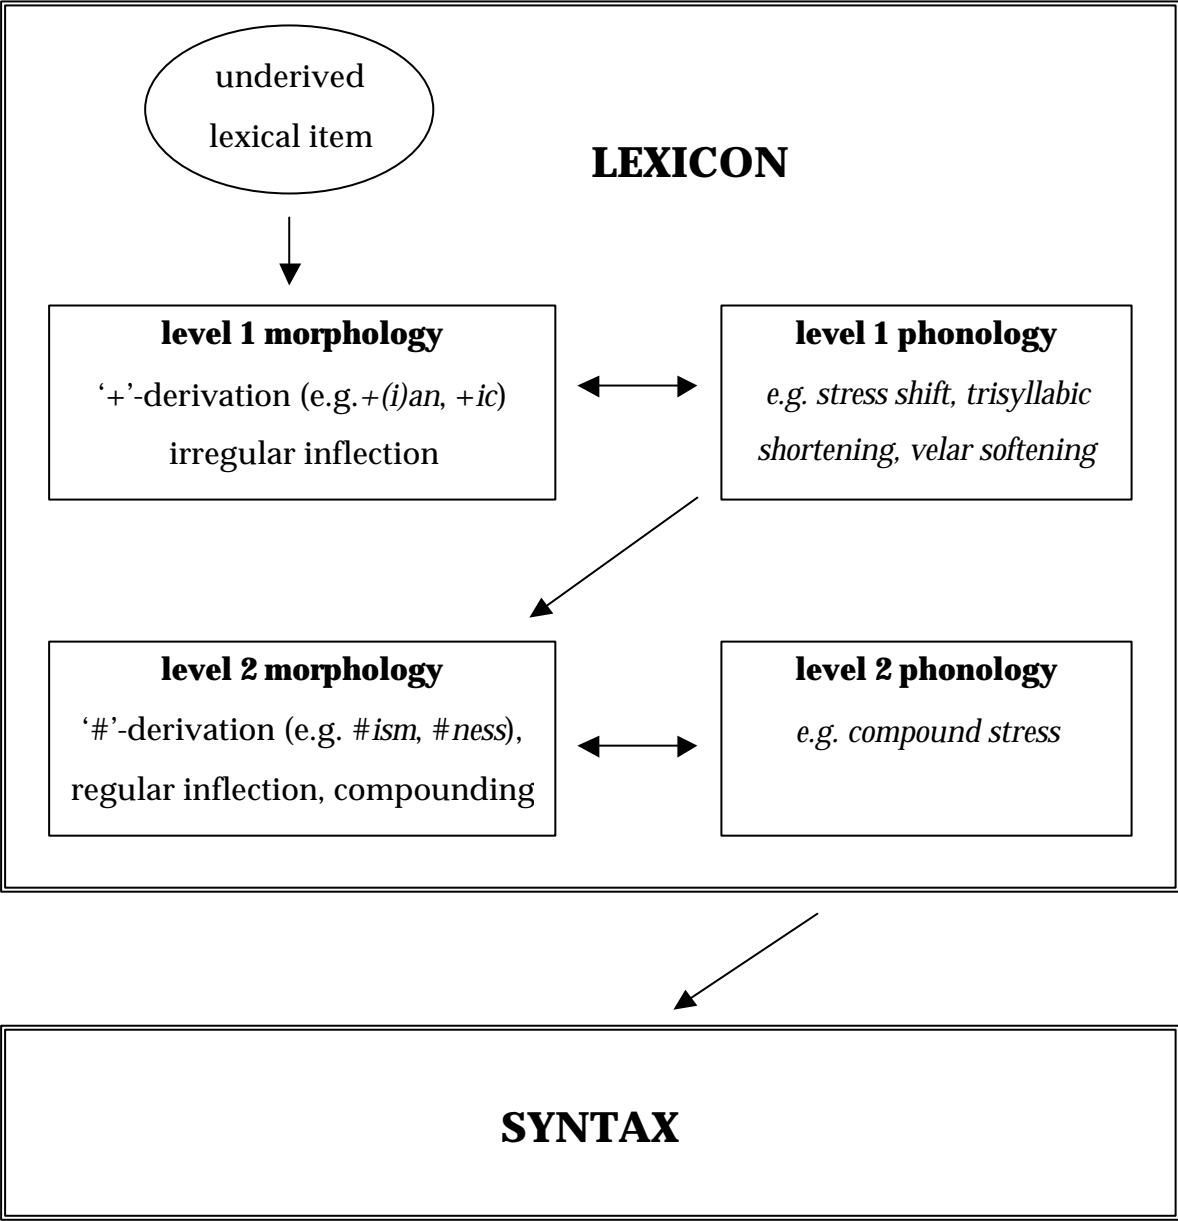 underived
lexical item
LEXICON
level 1 morphology
‘+’-derivation (e.g.+(i)an, +ic)
irregular inflection
level 1 phonology
e.g. stress shift, trisyllabic
shortening, velar softening
level 2 morphology
‘#’-derivation (e.g. #ism, #ness),
regular inflection, compounding
level 2 phonology
e.g. compound stress
SYNTAX